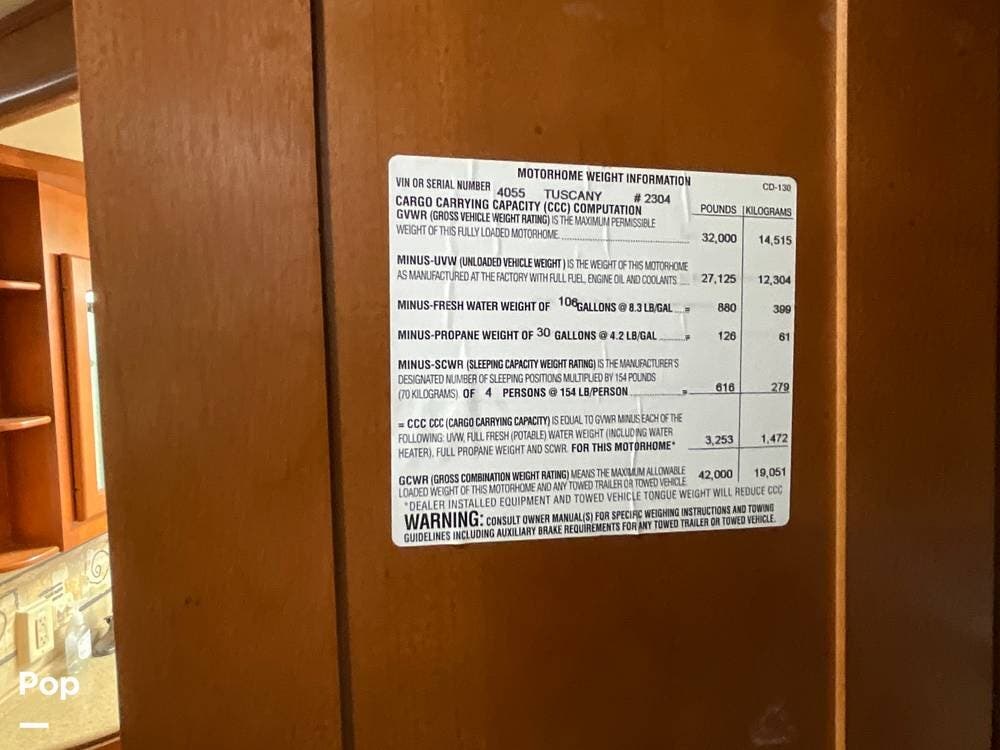 MOTORHOME WEIGHT INFORMATION
CD-130
VIN OR SERIAL NUMBER 4055 TUSCANY # 2304
CARGO CARRYING CAPACITY (CCC) COMPUTATION
POUNDS KILOGRAMS
GVWR (GROSS VEHICLE WEIGHT RATING) IS THE MAXIMUM PERMISSIBLE
WEIGHT OF THIS FULLY LOADED MOTORHOME. 32,000 14,515
MINUS-UVW (UNLOADED VEHICLE WEIGHT ) IS THE WEIGHT OF THIS MOTORHOME
AS MANUFACTURED AT THE FACTORY WITH FULL FUEL, ENGINE OIL AND COOLANTS 27,125 12,304
MINUS-FRESH WATER WEIGHT OF 106 GALLONS @ 8.3 LB/GAL = 880 399
MINUS-PROPANE WEIGHT OF 30 GALLONS @ 4.2 LB/GAL = 126 61
MINUS-SCWR (SLEEPING CAPACITY WEIGHT RATING) IS THE MANUFACTURER'S
DESIGNATED NUMBER OF SLEEPING POSITIONS MULTIPLIED BY 154 POUNDS
(70 KILOGRAMS). OF 4 PERSONS @ 154 LB/PERSON = 616 279
= CCC CCC (CARGO CARRYING CAPACITY) IS EQUAL TO GVWR MINUS EACH OF THE
FOLLOWING: UVW, FULL FRESH (POTABLE) WATER WEIGHT (INCLUDING WATER
HEATER), FULL PROPANE WEIGHT AND SCWR. FOR THIS MOTORHOME* 3,253 1,472
GCWR (GROSS COMBINATION WEIGHT RATING) MEANS THE MAXIMUM ALLOWABLE
LOADED WEIGHT OF THIS MOTORHOME AND ANY TOWED TRAILER OR TOWED VEHICLE. 42,000 19,051
*DEALER INSTALLED EQUIPMENT AND TOWED VEHICLE TONGUE WEIGHT WILL REDUCE CCC
WARNING: CONSULT OWNER MANUAL(S) FOR SPECIFIC WEIGHING INSTRUCTIONS AND TOWING
GUIDELINES INCLUDING AUXILIARY BRAKE REQUIREMENTS FOR ANY TOWED TRAILER OR TOWED VEHICLE.
Pop